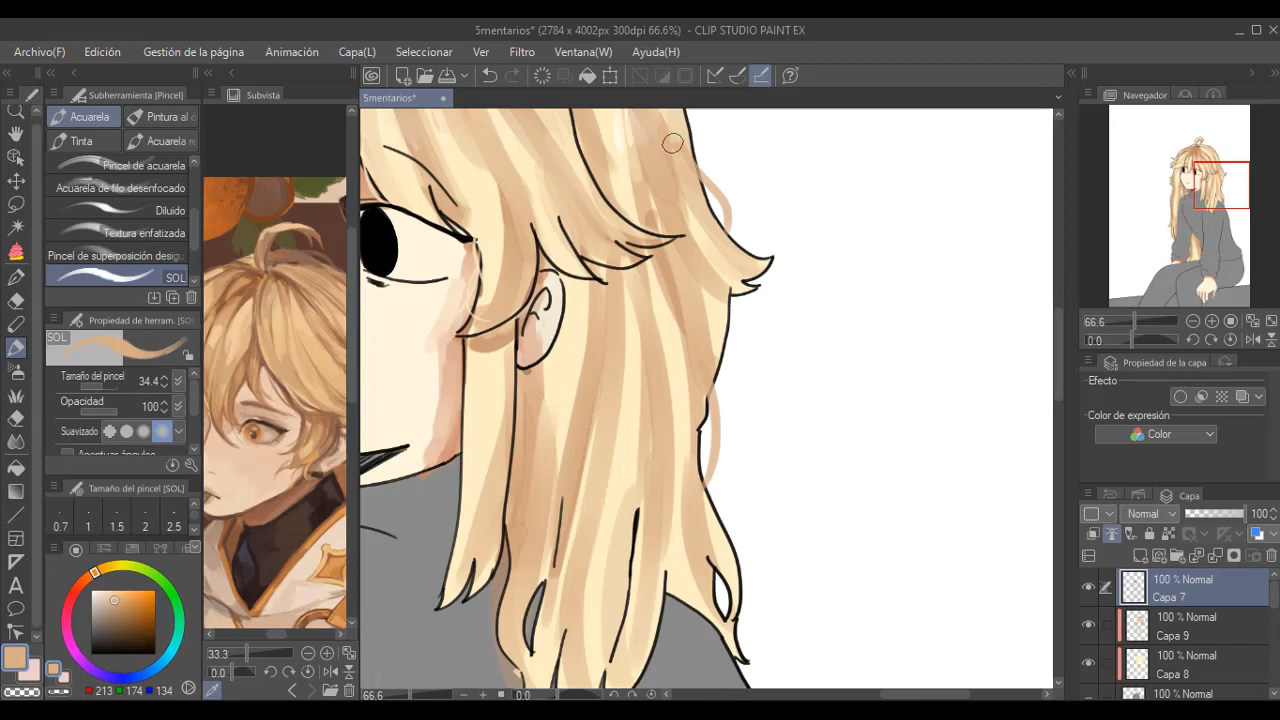 5mentarios* (2784 x 4002px 300dpi 66.6%) - CLIP STUDIO PAINT EX
Archivo(F) Edición Gestión de la página Animación Capa(L) Seleccionar Ver Filtro Ventana(W) Ayuda(H)
Subherramienta [Pincel] Subvista 5mentarios* Navegador
Acuarela Pintura al ó
Tinta Acuarela re
Pincel de acuarela
Acuarela de filo desenfocado
Diluido
Textura enfatizada
Pincel de superposición desigu
SOL
Propiedad de herram. [SOL]
SOL
Tamaño del pincel 34.4
Opacidad 100
Suavizado
Tamaño del pincel [SOL]
0.7 1 1.5 2 2.5
213 174 134
33.3
0.0
66.6 0.0
66.6
0.0
Propiedad de la capa
Efecto
Color de expresión
Color
Capa
Normal 100
100 % Normal
Capa 7
100 % Normal
Capa 9
100 % Normal
Capa 8
100 % Normal